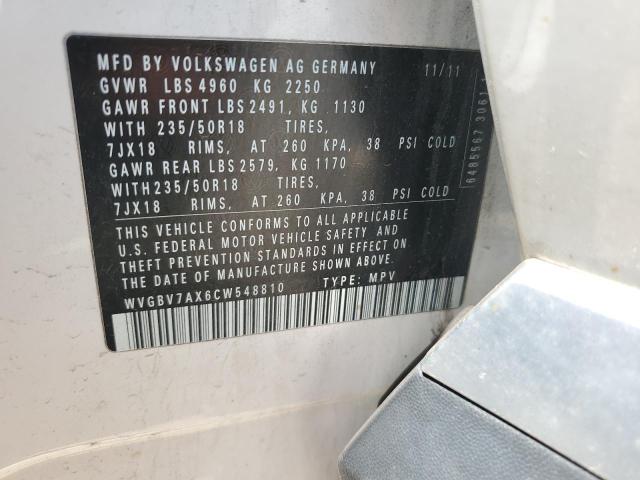 MFD BY VOLKSWAGEN AG GERMANY 11/11
GVWR LBS 4960 KG 2250
GAWR FRONT LBS 2491, KG 1130
WITH 235/50R18 TIRES,
7JX18 RIMS, AT 260 KPA, 38 PSI COLD
GAWR REAR LBS 2579, KG 1170
WITH 235/50R18 TIRES,
7JX18 RIMS, AT 260 KPA, 38 PSI COLD
THIS VEHICLE CONFORMS TO ALL APPLICABLE
U.S. FEDERAL MOTOR VEHICLE SAFETY AND
THEFT PREVENTION STANDARDS IN EFFECT ON
DATE OF MANUFACTURE SHOWN ABOVE.
WVGBV7AX6CW548810 TYPE: MPV
6485567